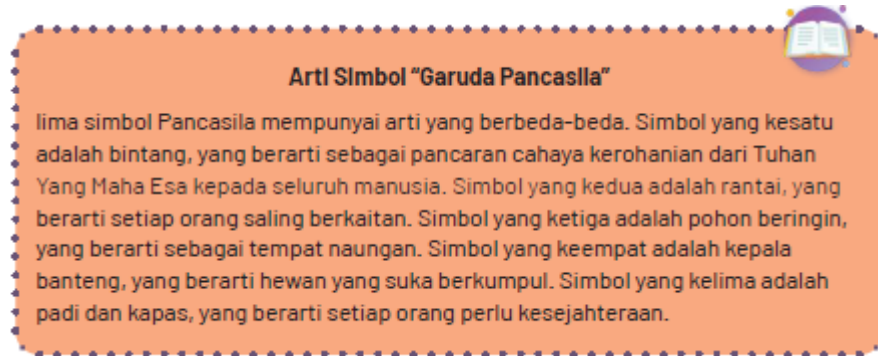 Arti Simbol “Garuda Pancasila”
lima simbol Pancasila mempunyai arti yang berbeda-beda. Simbol yang kesatu
adalah bintang, yang berarti sebagai pancaran cahaya kerohanian dari Tuhan
Yang Maha Esa kepada seluruh manusia. Simbol yang kedua adalah rantai, yang
berarti setiap orang saling berkaitan. Simbol yang ketiga adalah pohon beringin,
yang berarti sebagai tempat naungan. Simbol yang keempat adalah kepala
banteng, yang berarti hewan yang suka berkumpul. Simbol yang kelima adalah
padi dan kapas, yang berarti setiap orang perlu kesejahteraan.